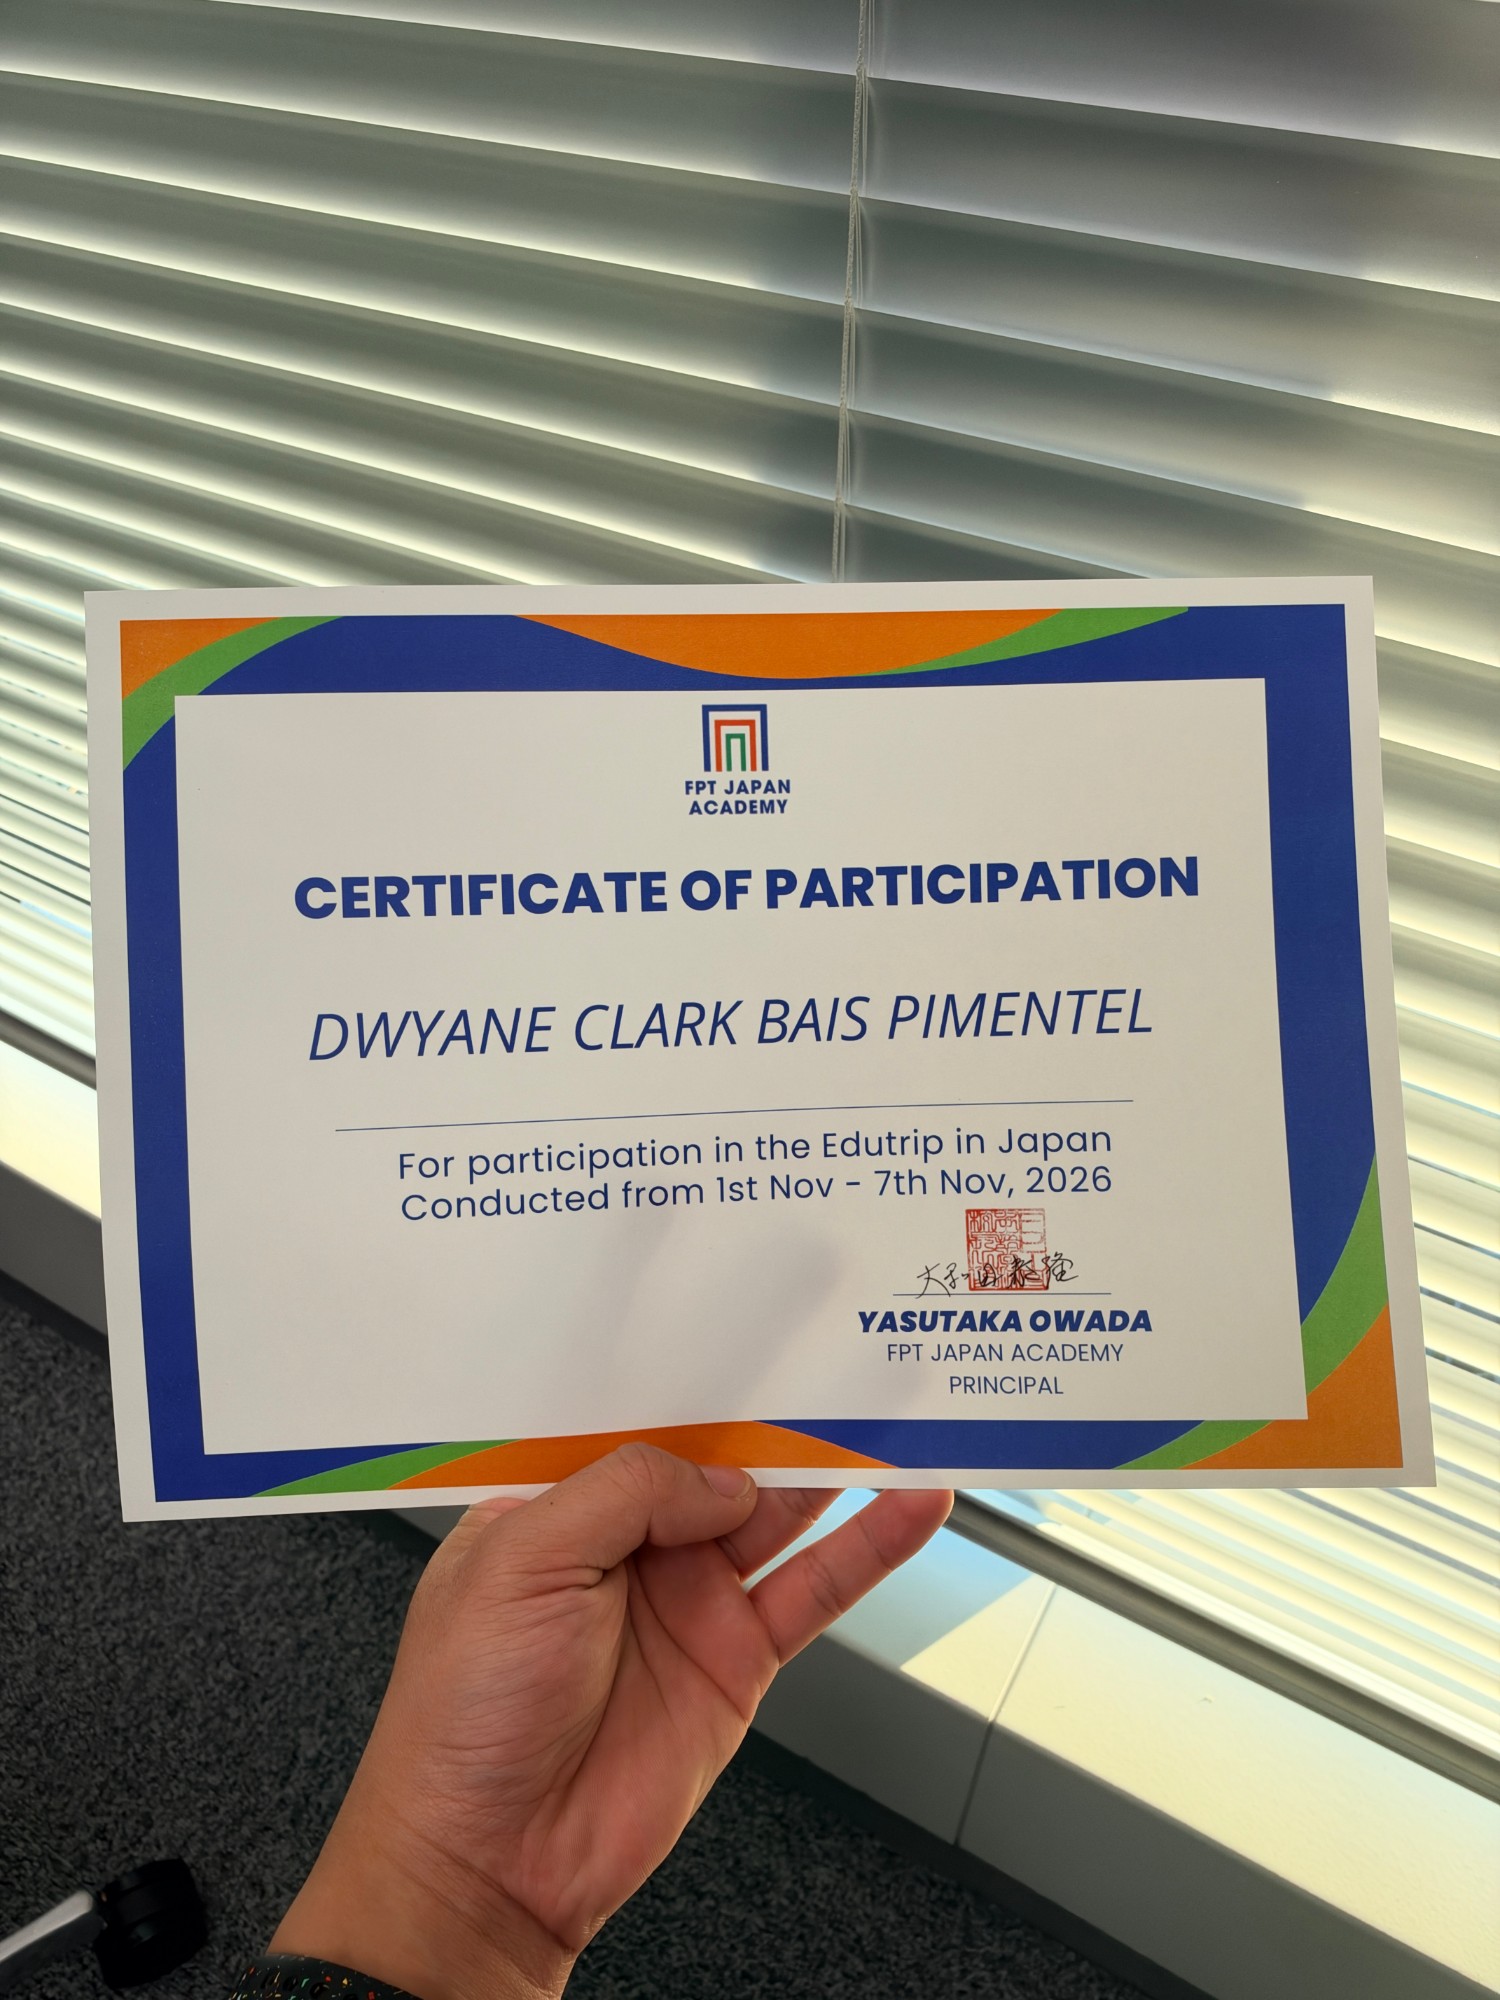 FPT JAPAN
ACADEMY
CERTIFICATE OF PARTICIPATION
DWYANE CLARK BAIS PIMENTEL
For participation in the Edutrip in Japan
Conducted from 1st Nov - 7th Nov, 2026
YASUTAKA OWADA
FPT JAPAN ACADEMY
PRINCIPAL